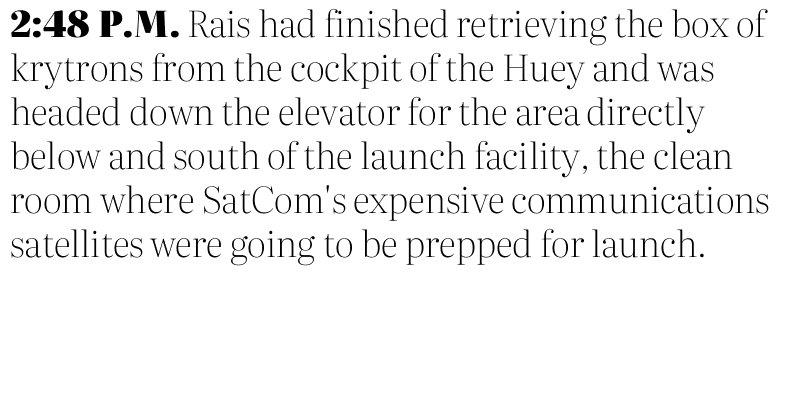 2:48 P.M. Rais had finished retrieving the box of
krytrons from the cockpit of the Huey and was
headed down the elevator for the area directly
below and south of the launch facility, the clean
room where SatCom's expensive communications
satellites were going to be prepped for launch.